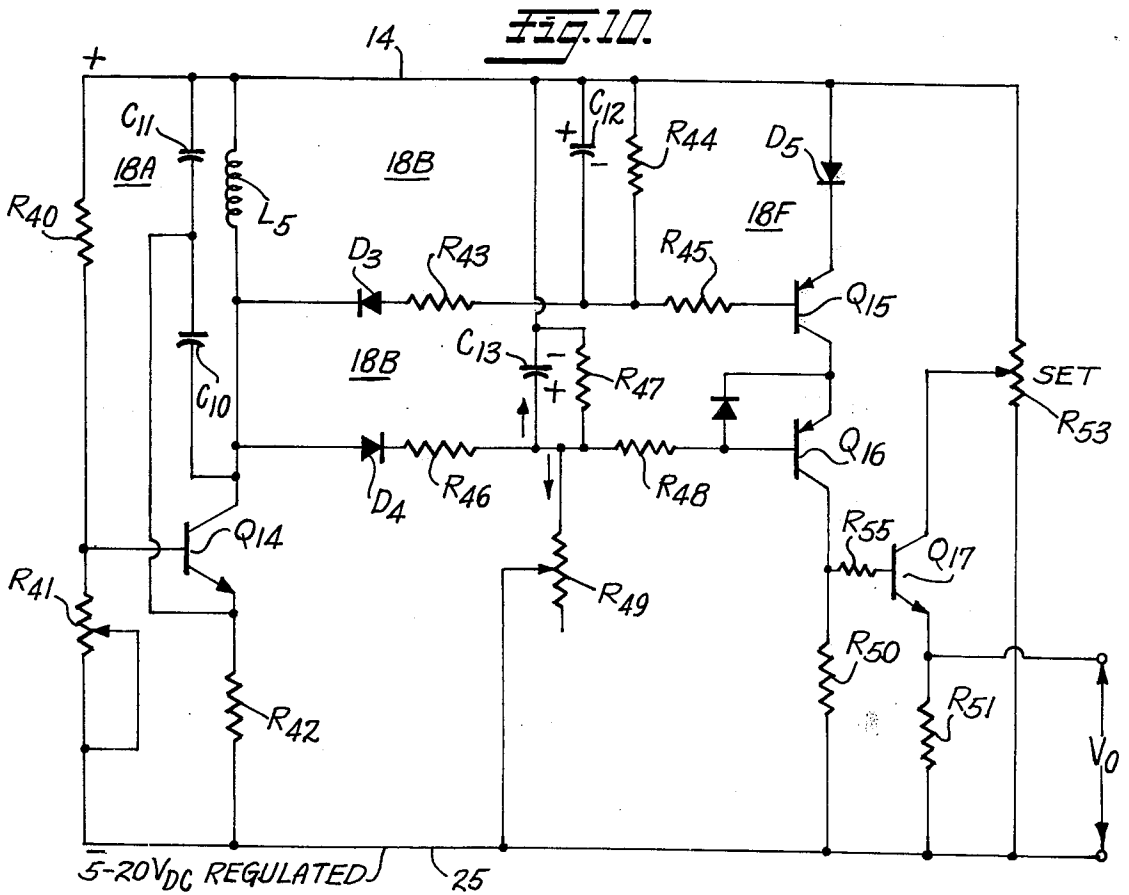 Fig. 10.
14
+
C11
18A
C12
+
-
R44
D5
18B
18F
R40
L5
D3
R43
R45
Q15
C13
-
+
R47
18B
C10
SET
R53
D4
R46
R48
Q16
Q14
R55
Q17
R41
R49
R50
R42
R51
V0
-
5-20VDC REGULATED
25